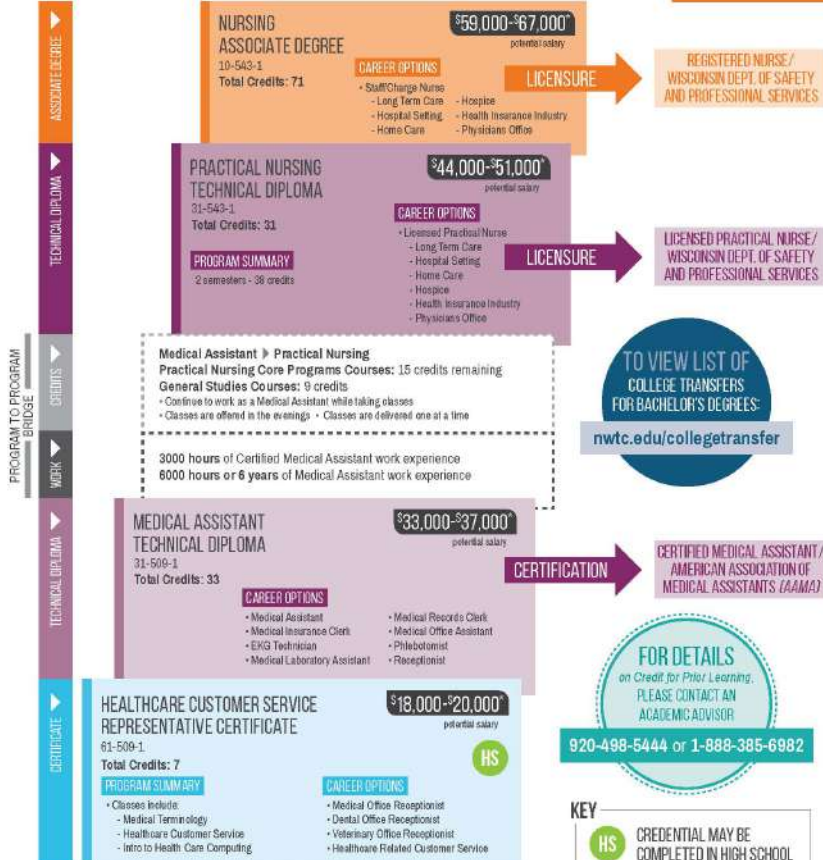 ASSOCIATE DEGREE
NURSING
ASSOCIATE DEGREE
10-543-1
Total Credits: 71
$59,000-$67,000*
potential salary
CAREER OPTIONS
• Staff/Charge Nurse
- Long Term Care
- Hospital Setting
- Home Care
- Hospice
- Health Insurance Industry
- Physicians Office
LICENSURE
REGISTERED NURSE/
WISCONSIN DEPT. OF SAFETY
AND PROFESSIONAL SERVICES
TECHNICAL DIPLOMA
PRACTICAL NURSING
TECHNICAL DIPLOMA
31-543-1
Total Credits: 31
PROGRAM SUMMARY
2 semesters - 38 credits
$44,000-$51,000*
potential salary
CAREER OPTIONS
• Licensed Practical Nurse
- Long Term Care
- Hospital Setting
- Home Care
- Hospice
- Health Insurance Industry
- Physicians Office
LICENSURE
LICENSED PRACTICAL NURSE/
WISCONSIN DEPT. OF SAFETY
AND PROFESSIONAL SERVICES
PROGRAM TO PROGRAM
BRIDGE
CREDITS
Medical Assistant ▶ Practical Nursing
Practical Nursing Core Programs Courses: 15 credits remaining
General Studies Courses: 9 credits
• Continue to work as a Medical Assistant while taking classes
• Classes are offered in the evenings • Classes are delivered one at a time
WORK
3000 hours of Certified Medical Assistant work experience
6000 hours or 6 years of Medical Assistant work experience
TO VIEW LIST OF
COLLEGE TRANSFERS
FOR BACHELOR'S DEGREES:
nwtc.edu/collegetransfer
TECHNICAL DIPLOMA
MEDICAL ASSISTANT
TECHNICAL DIPLOMA
31-509-1
Total Credits: 33
$33,000-$37,000*
potential salary
CAREER OPTIONS
• Medical Assistant
• Medical Insurance Clerk
• EKG Technician
• Medical Laboratory Assistant
• Medical Records Clerk
• Medical Office Assistant
• Phlebotomist
• Receptionist
CERTIFICATION
CERTIFIED MEDICAL ASSISTANT/
AMERICAN ASSOCIATION OF
MEDICAL ASSISTANTS (AAMA)
CERTIFICATE
HEALTHCARE CUSTOMER SERVICE
REPRESENTATIVE CERTIFICATE
61-509-1
Total Credits: 7
$18,000-$20,000*
potential salary
HS
PROGRAM SUMMARY
• Classes include:
- Medical Terminology
- Healthcare Customer Service
- Intro to Health Care Computing
CAREER OPTIONS
• Medical Office Receptionist
• Dental Office Receptionist
• Veterinary Office Receptionist
• Healthcare Related Customer Service
FOR DETAILS
on Credit for Prior Learning,
PLEASE CONTACT AN
ACADEMIC ADVISOR
920-498-5444 or 1-888-385-6982
KEY
HS
CREDENTIAL MAY BE
COMPLETED IN HIGH SCHOOL